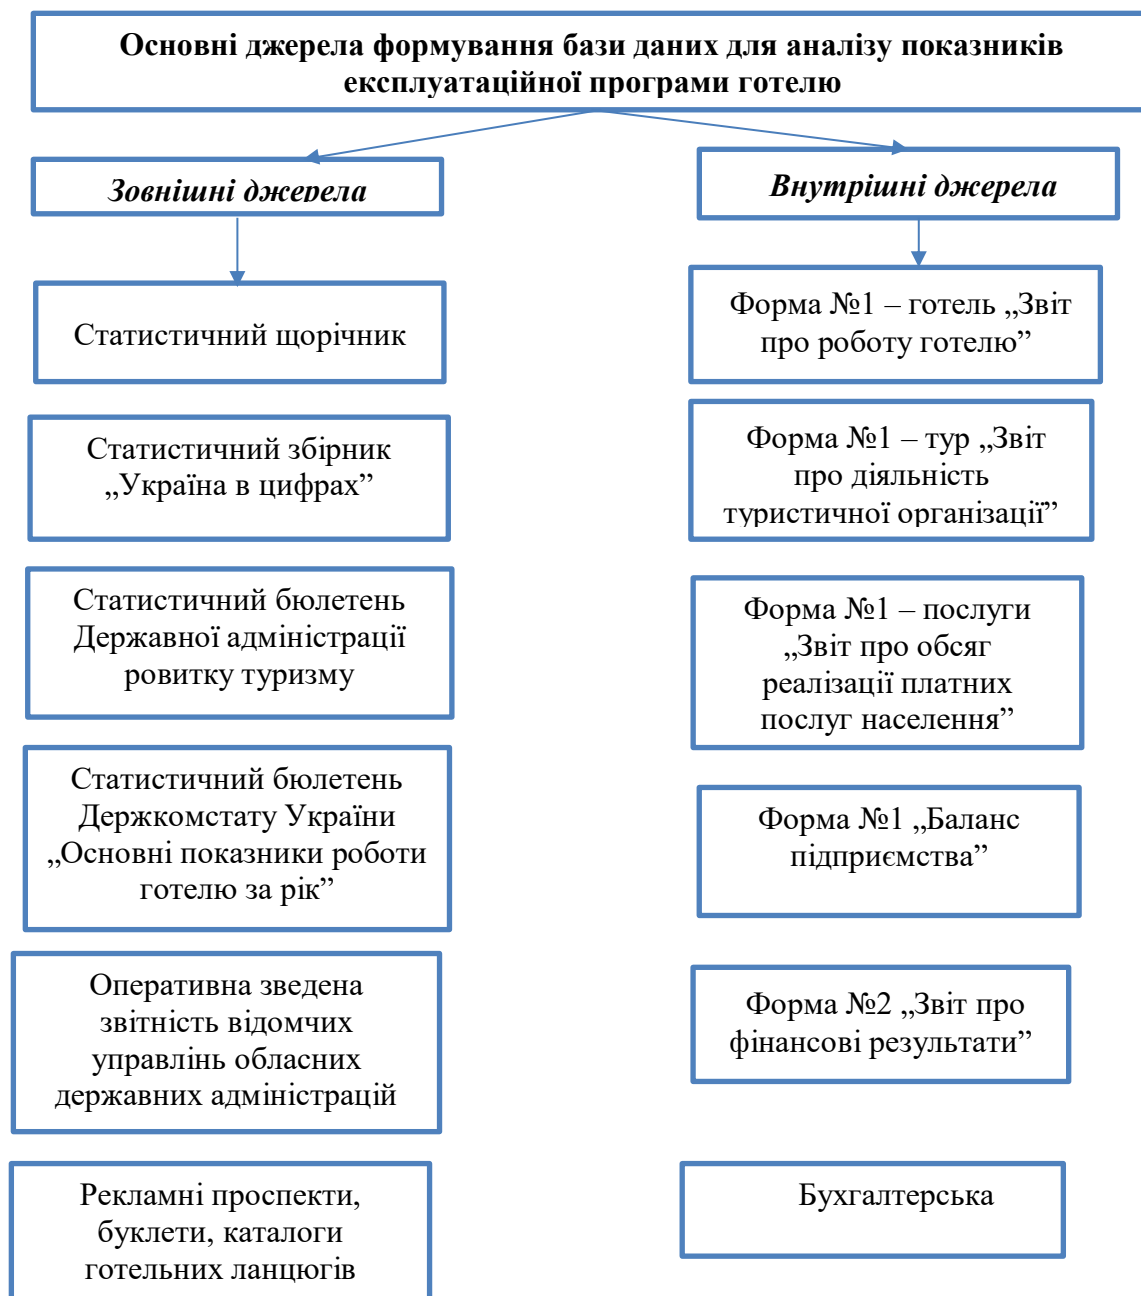 Основні джерела формування бази даних для аналізу показників
експлуатаційної програми готелю
Зовнішні джерела
Статистичний щорічник
Статистичний збірник
„Україна в цифрах”
Статистичний бюлетень
Державної адміністрації
ровитку туризму
Статистичний бюлетень
Держкомстату України
„Основні показники роботи
готелю за рік”
Оперативна зведена
звітність відомчих
управлінь обласних
державних адміністрацій
Рекламні проспекти,
буклети, каталоги
готельних ланцюгів
Внутрішні джерела
Форма №1 – готель „Звіт
про роботу готелю”
Форма №1 – тур „Звіт
про діяльність
туристичної організації”
Форма №1 – послуги
„Звіт про обсяг
реалізації платних
послуг населення”
Форма №1 „Баланс
підприємства”
Форма №2 „Звіт про
фінансові результати”
Бухгалтерська